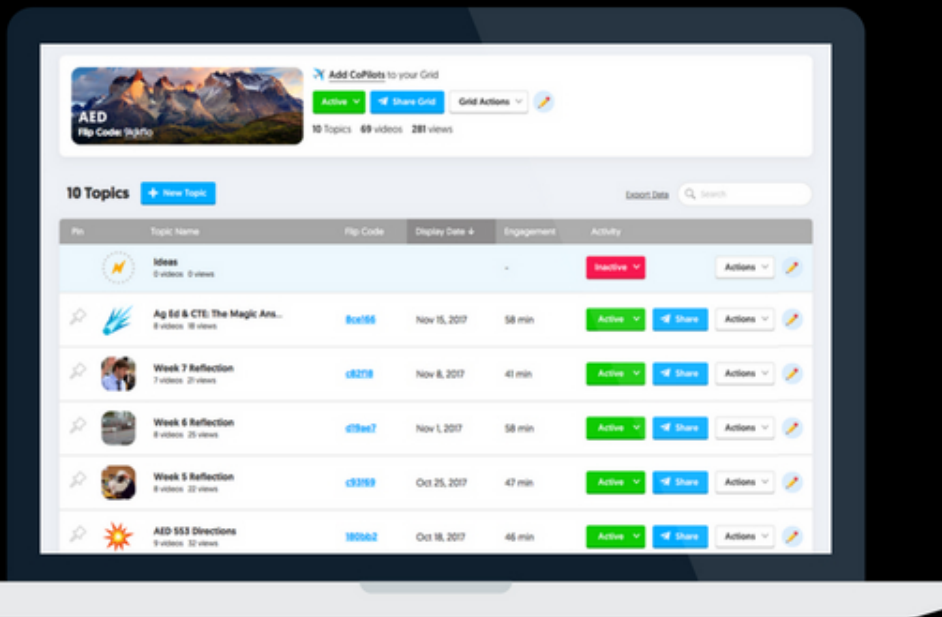 Add CoPilots to your Grid
Active Share Grid Grid Actions
AED
Flip Code:
10 Topics 69 videos 281 views
10 Topics + New Topic Export Data Search
Pin Topic Name Flip Code Display Date ↓ Engagement Activity
Ideas
0 videos 0 views
- Inactive Actions
Ag Ed & CTE: The Magic Ans...
8 videos 18 views
8ce166 Nov 15, 2017 58 min Active Share Actions
Week 7 Reflection
7 videos 21 views
c82f18 Nov 8, 2017 41 min Active Share Actions
Week 6 Reflection
8 videos 25 views
d19ae7 Nov 1, 2017 58 min Active Share Actions
Week 5 Reflection
8 videos 22 views
c93f69 Oct 25, 2017 47 min Active Share Actions
AED 553 Directions
9 videos 32 views
180bb2 Oct 18, 2017 46 min Active Share Actions